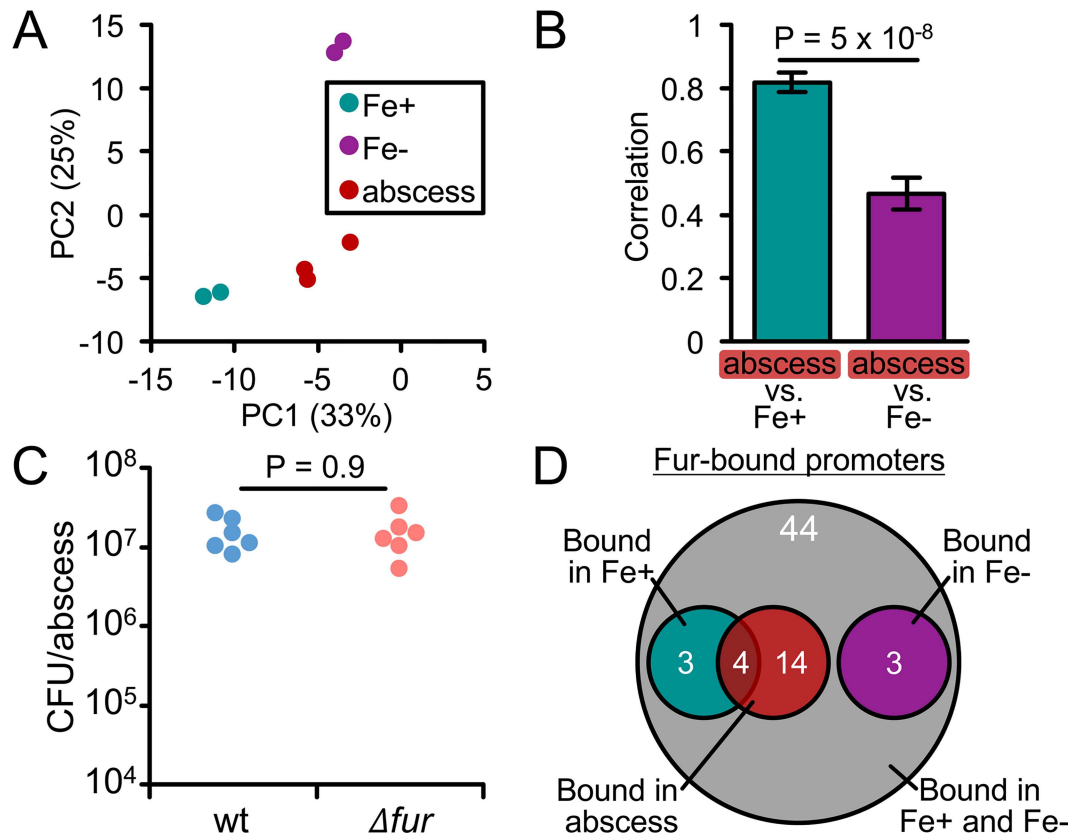 A
15
10
5
0
-5
-10
PC2 (25%)
-15
-10
-5
0
5
PC1 (33%)
Fe+
Fe-
abscess
B
P = 5 x 10-8
1
0.8
0.6
0.4
0.2
0
Correlation
abscess
vs.
Fe+
abscess
vs.
Fe-
C
P = 0.9
10⁸
10⁷
10⁶
10⁵
10⁴
CFU/abscess
wt
Δfur
D
Fur-bound promoters
44
Bound
in Fe+
Bound
in Fe-
3
4
14
3
Bound in
abscess
Bound in
Fe+ and Fe-